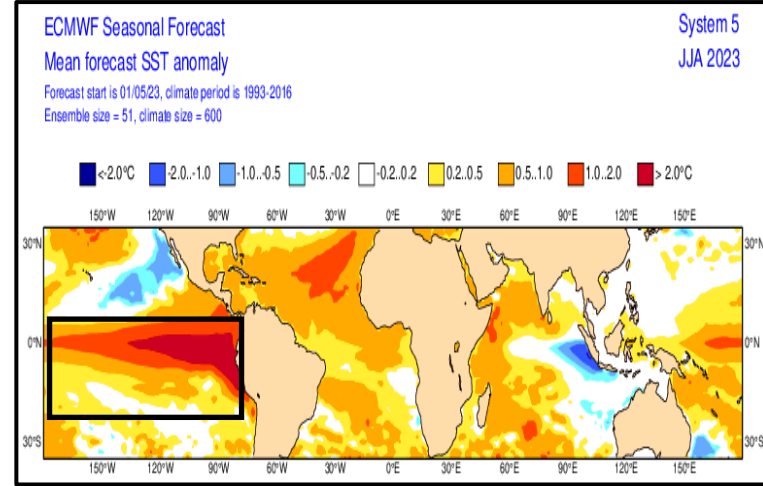 ECMWF Seasonal Forecast System 5
Mean forecast SST anomaly JJA 2023
Forecast start is 01/05/23, climate period is 1993-2016
Ensemble size = 51, climate size = 600
<-2.0°C -2.0..-1.0 -1.0..-0.5 -0.5..-0.2 -0.2..0.2 0.2..0.5 0.5..1.0 1.0..2.0 > 2.0°C
150°W 120°W 90°W 60°W 30°W 0°E 30°E 60°E 90°E 120°E 150°E
30°N 30°N
0°N 0°N
30°S 30°S
150°W 120°W 90°W 60°W 30°W 0°E 30°E 60°E 90°E 120°E 150°E